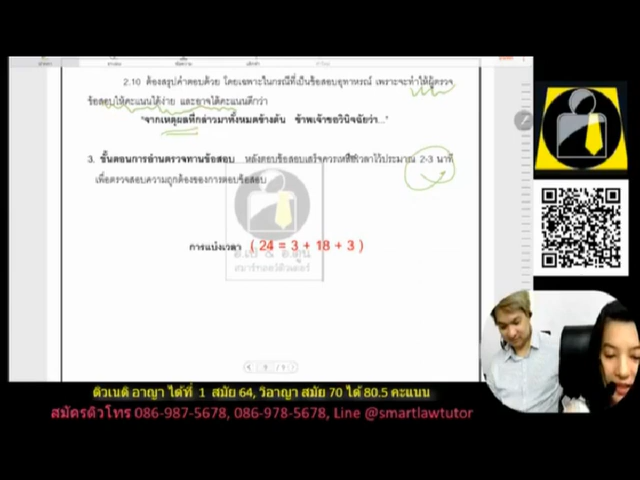 2.10 ต้องสรุปคำตอบด้วย โดยเฉพาะในกรณีที่เป็นข้อสอบอุทาหรณ์ เพราะจะทำให้ผู้ตรวจ
ข้อสอบให้คะแนนได้ง่าย และอาจได้คะแนนดีกว่า
"จากเหตุผลที่กล่าวมาทั้งหมดข้างต้น ข้าพเจ้าขอวินิจฉัยว่า..."
3. ขั้นตอนการอ่านตรวจทานข้อสอบ หลังตอบข้อสอบเสร็จควรเหลือเวลาไว้ประมาณ 2-3 นาที
เพื่อตรวจสอบความถูกต้องของการตอบข้อสอบ
การแบ่งเวลา ( 24 = 3 + 18 + 3 )
สมาร์ทลอว์ติวเตอร์
ติวเนติ อาญา ได้ที่ 1 สมัย 64, วิอาญา สมัย 70 ได้ 80.5 คะแนน
สมัครติวโทร 086-987-5678, 086-978-5678, Line @smartlawtutor